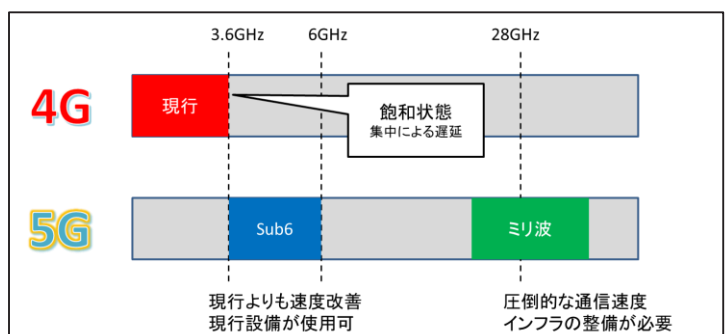 3.6GHz 6GHz 28GHz
4G
現行
飽和状態
集中による遅延
5G
Sub6
ミリ波
現行よりも速度改善
現行設備が使用可
圧倒的な通信速度
インフラの整備が必要